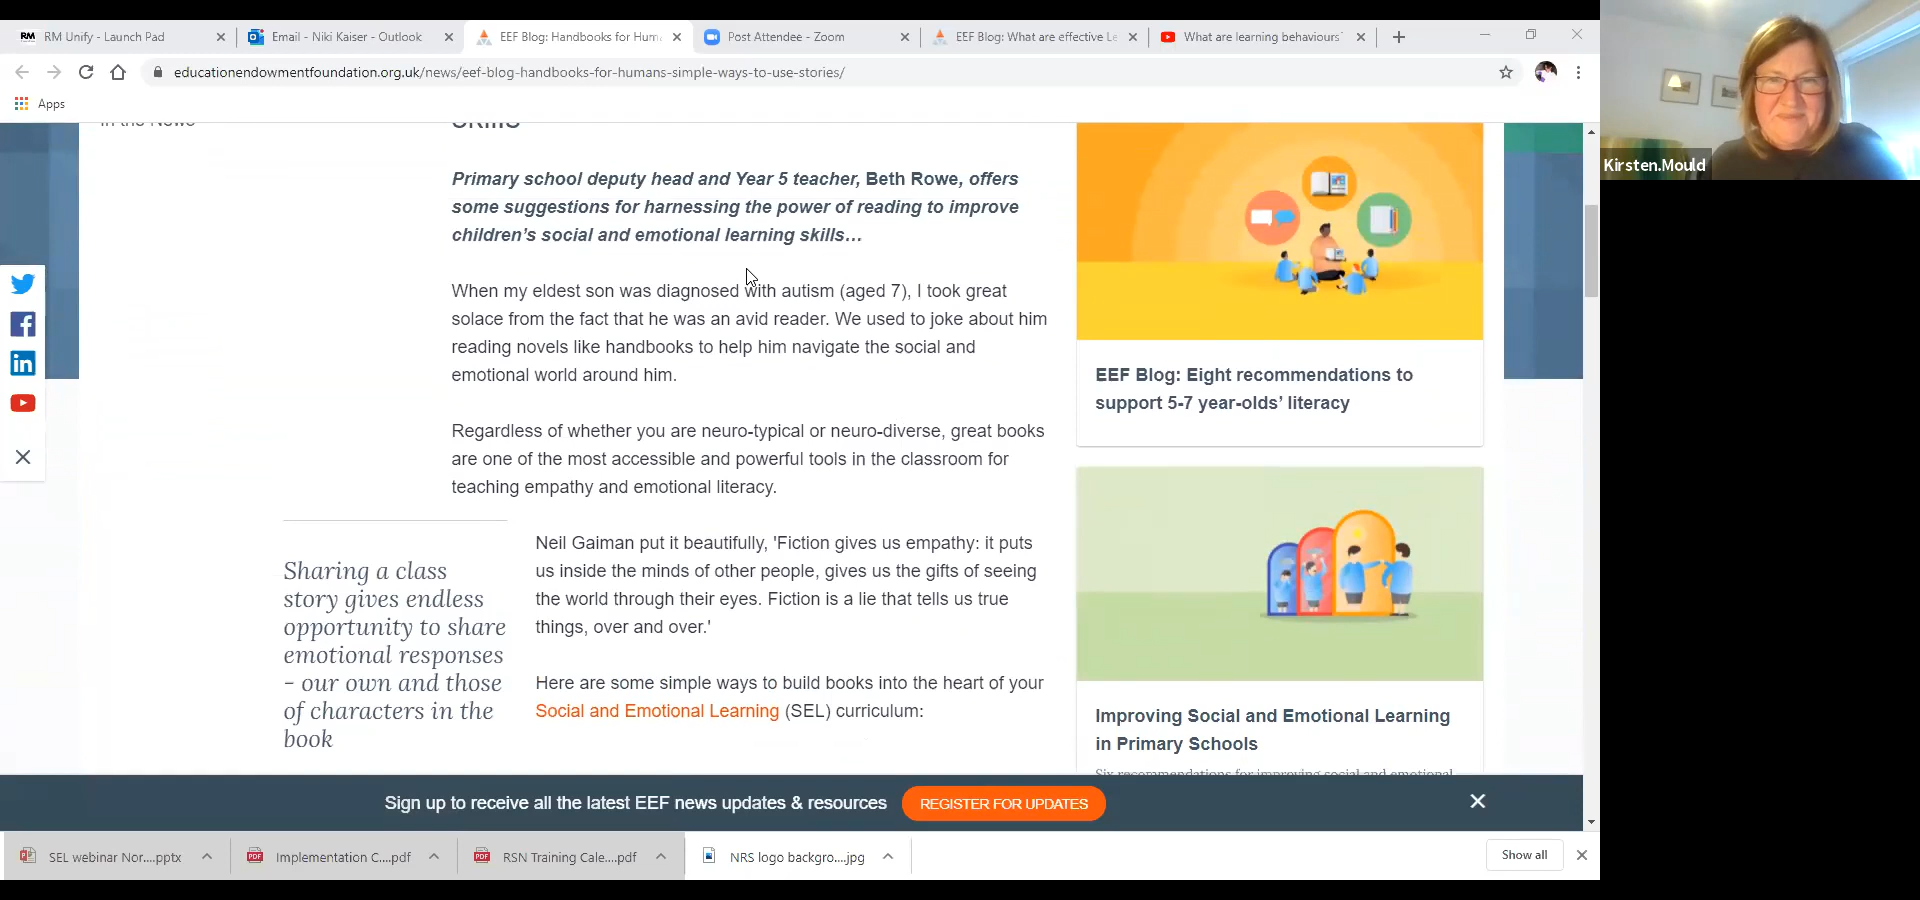 RM Unify - Launch Pad
Email - Niki Kaiser - Outlook
EEF Blog: Handbooks for Hum
Post Attendee - Zoom
EEF Blog: What are effective Le
What are learning behaviours
educationendowmentfoundation.org.uk/news/eef-blog-handbooks-for-humans-simple-ways-to-use-stories/
Apps
In the News
SKILLS
Primary school deputy head and Year 5 teacher, Beth Rowe, offers
some suggestions for harnessing the power of reading to improve
children's social and emotional learning skills…
When my eldest son was diagnosed with autism (aged 7), I took great
solace from the fact that he was an avid reader. We used to joke about him
reading novels like handbooks to help him navigate the social and
emotional world around him.
Regardless of whether you are neuro-typical or neuro-diverse, great books
are one of the most accessible and powerful tools in the classroom for
teaching empathy and emotional literacy.
Sharing a class
story gives endless
opportunity to share
emotional responses
- our own and those
of characters in the
book
Neil Gaiman put it beautifully, 'Fiction gives us empathy: it puts
us inside the minds of other people, gives us the gifts of seeing
the world through their eyes. Fiction is a lie that tells us true
things, over and over.'
Here are some simple ways to build books into the heart of your
Social and Emotional Learning (SEL) curriculum:
EEF Blog: Eight recommendations to
support 5-7 year-olds' literacy
Improving Social and Emotional Learning
in Primary Schools
Six recommendations for improving social and emotional
Sign up to receive all the latest EEF news updates & resources
REGISTER FOR UPDATES
SEL webinar Nor....pptx
Implementation C....pdf
RSN Training Cale....pdf
NRS logo backgro....jpg
Show all
Kirsten.Mould